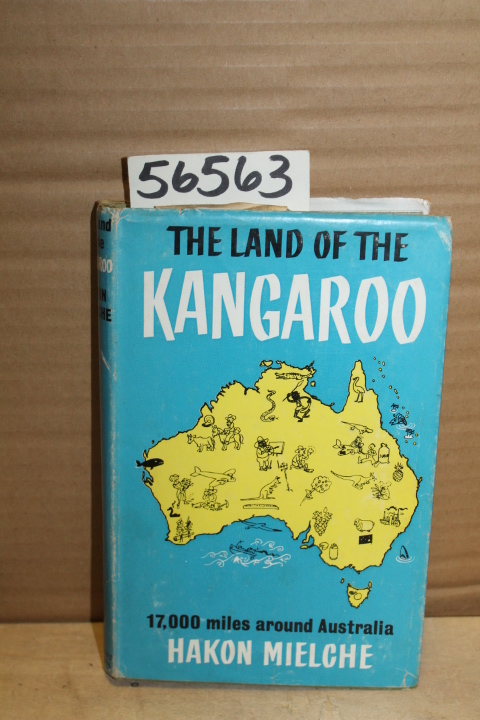 56563
THE LAND OF THE
KANGAROO
17,000 miles around Australia
HAKON MIELCHE